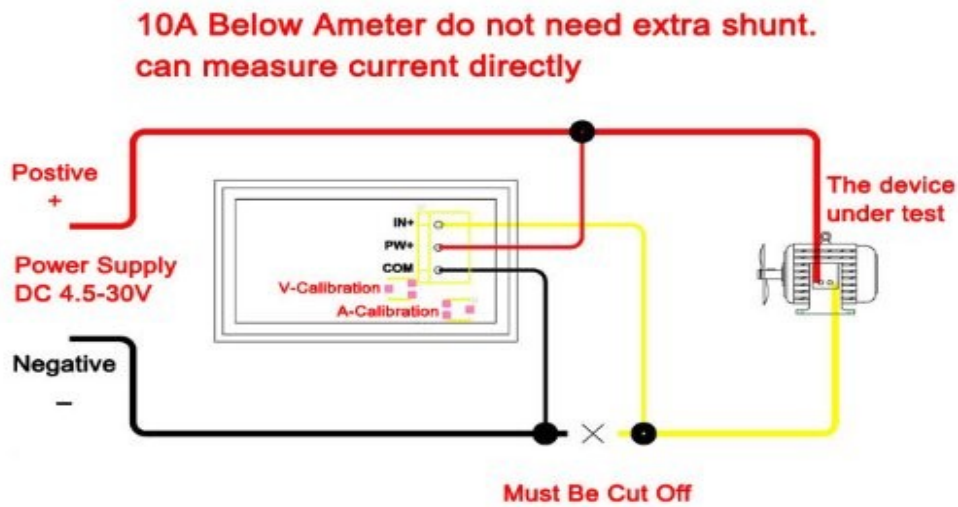 10A Below Ameter do not need extra shunt.
can measure current directly
Postive
+
The device
under test
IN+
PW+
COM
Power Supply
DC 4.5-30V
V-Calibration
A-Calibration
Negative
–
Must Be Cut Off